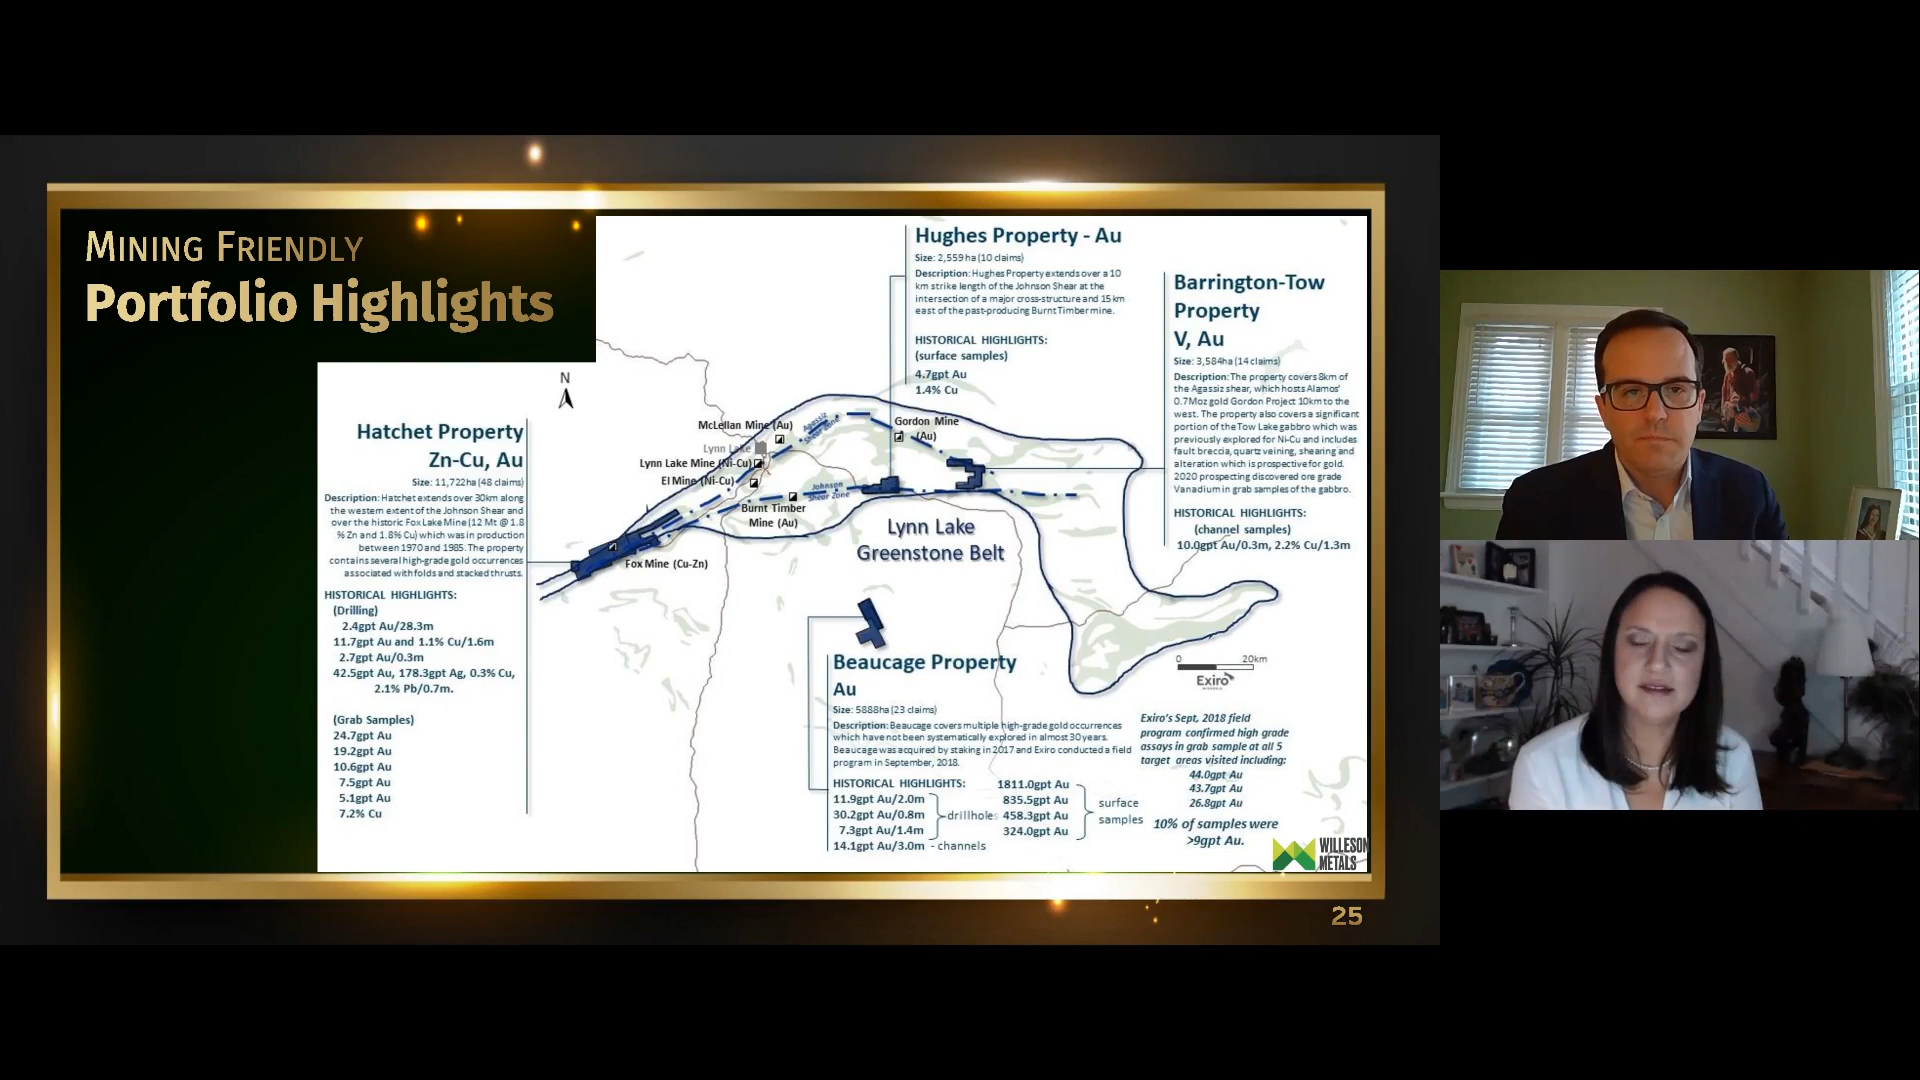 MINING FRIENDLY
Portfolio Highlights
N
Hatchet Property
Zn-Cu, Au
Size: 11,722ha (48 claims)
Description: Hatchet extends over 30km along
the western extent of the Johnson Shear and
over the historic Fox Lake Mine (12 Mt @ 1.8
% Zn and 1.8% Cu) which was in production
between 1970 and 1985. The property
contains several high-grade gold occurrences
associated with folds and stacked thrusts.
HISTORICAL HIGHLIGHTS:
(Drilling)
2.4gpt Au/28.3m
11.7gpt Au and 1.1% Cu/1.6m
2.7gpt Au/0.3m
42.5gpt Au, 178.3gpt Ag, 0.3% Cu,
2.1% Pb/0.7m.
(Grab Samples)
24.7gpt Au
19.2gpt Au
10.6gpt Au
7.5gpt Au
5.1gpt Au
7.2% Cu
Hughes Property - Au
Size: 2,559ha (10 claims)
Description: Hughes Property extends over a 10
km strike length of the Johnson Shear at the
intersection of a major cross-structure and 15km
east of the past-producing Burnt Timber mine.
HISTORICAL HIGHLIGHTS:
(surface samples)
4.7gpt Au
1.4% Cu
Barrington-Tow
Property
V, Au
Size: 3,584ha (14 claims)
Description: The property covers 8km of
the Agassiz shear, which hosts Alamos'
0.7Moz gold Gordon Project 10km to the
west. The property also covers a significant
portion of the Tow Lake gabbro which was
previously explored for Ni-Cu and includes
fault breccia, quartz veining, shearing and
alteration which is prospective for gold.
2020 prospecting discovered ore grade
Vanadium in grab samples of the gabbro.
HISTORICAL HIGHLIGHTS:
(channel samples)
10.0gpt Au/0.3m, 2.2% Cu/1.3m
McLellan Mine (Au)
Lynn Lake
Lynn Lake Mine (Ni-Cu)
El Mine (Ni-Cu)
Agassiz
Shear Zone
Gordon Mine
(Au)
Johnson
Shear Zone
Burnt Timber
Mine (Au)
Fox Mine (Cu-Zn)
Lynn Lake
Greenstone Belt
0 20km
Exiro
Beaucage Property
Au
Size: 5888ha (23 claims)
Description: Beaucage covers multiple high-grade gold occurrences
which have not been systematically explored in almost 30 years.
Beaucage was acquired by staking in 2017 and Exiro conducted a field
program in September, 2018.
HISTORICAL HIGHLIGHTS:
11.9gpt Au/2.0m
30.2gpt Au/0.8m
7.3gpt Au/1.4m
drillholes
14.1gpt Au/3.0m - channels
1811.0gpt Au
835.5gpt Au
458.3gpt Au
324.0gpt Au
surface
samples
Exiro's Sept, 2018 field
program confirmed high grade
assays in grab sample at all 5
target areas visited including:
44.0gpt Au
43.7gpt Au
26.8gpt Au
10% of samples were
>9gpt Au.
WILLESON
METALS
25